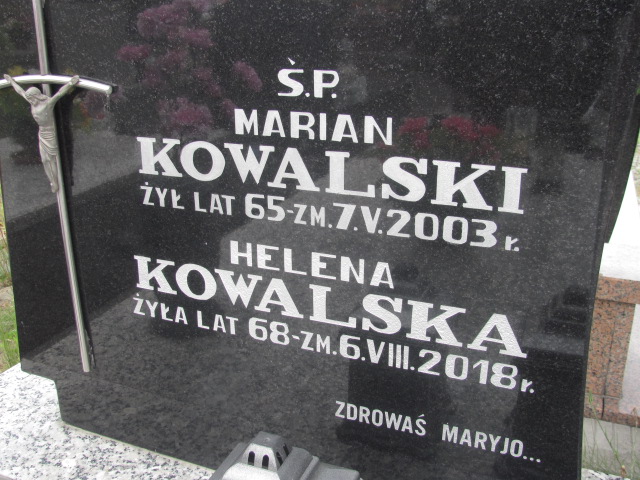 Ś.P.
MARIAN
KOWALSKI
ŻYŁ LAT 65-ZM.7.V.2003 r.
HELENA
KOWALSKA
ŻYŁA LAT 68-ZM.6.VIII.2018 r.
ZDROWAŚ MARYJO...